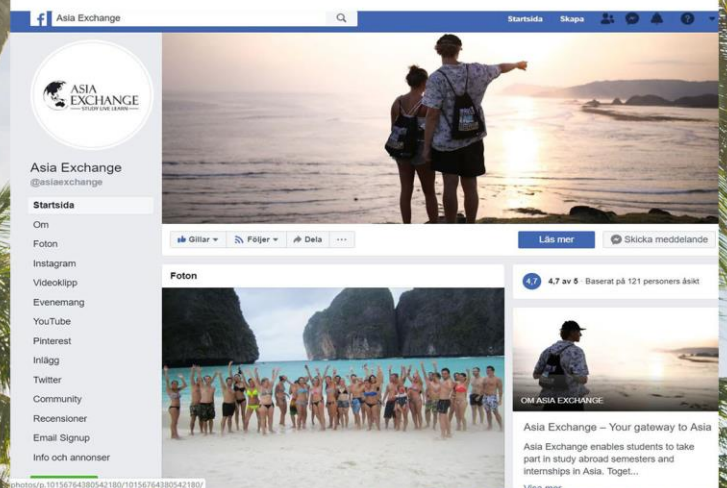 Asia Exchange
Startsida Skapa
ASIA
EXCHANGE
STUDY LIVE LEARN
Asia Exchange
@asiaexchange
Startsida
Om
Foton
Instagram
Videoklipp
Evenemang
YouTube
Pinterest
Inlägg
Twitter
Community
Recensioner
Email Signup
Info och annonser
Gillar Följer Dela ...
Läs mer
Skicka meddelande
Foton
4,7 4,7 av 5 · Baserat på 121 personers åsikt
OM ASIA EXCHANGE
Asia Exchange – Your gateway to Asia
Asia Exchange enables students to take
part in study abroad semesters and
internships in Asia. Toget...
Visa mer
photos/p.10156764380542180/10156764380542180/